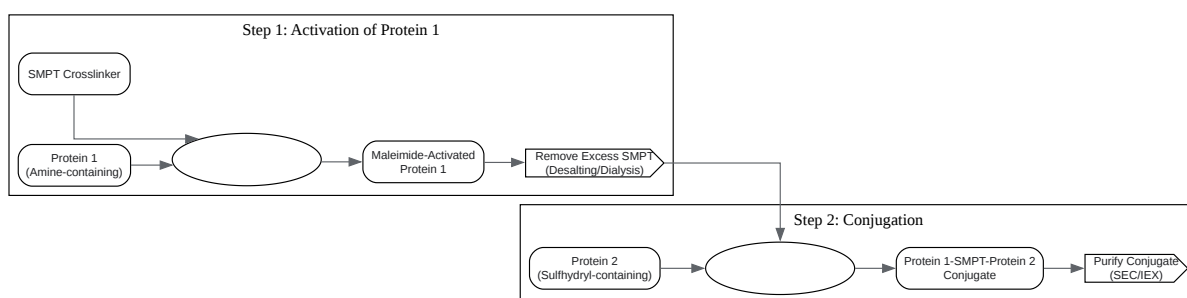 Step 1: Activation of Protein 1
SMPT Crosslinker
Protein 1
(Amine-containing)
Maleimide-Activated
Protein 1
Remove Excess SMPT
(Desalting/Dialysis)
Step 2: Conjugation
Protein 2
(Sulfhydryl-containing)
Protein 1-SMPT-Protein 2
Conjugate
Purify Conjugate
(SEC/IEX)